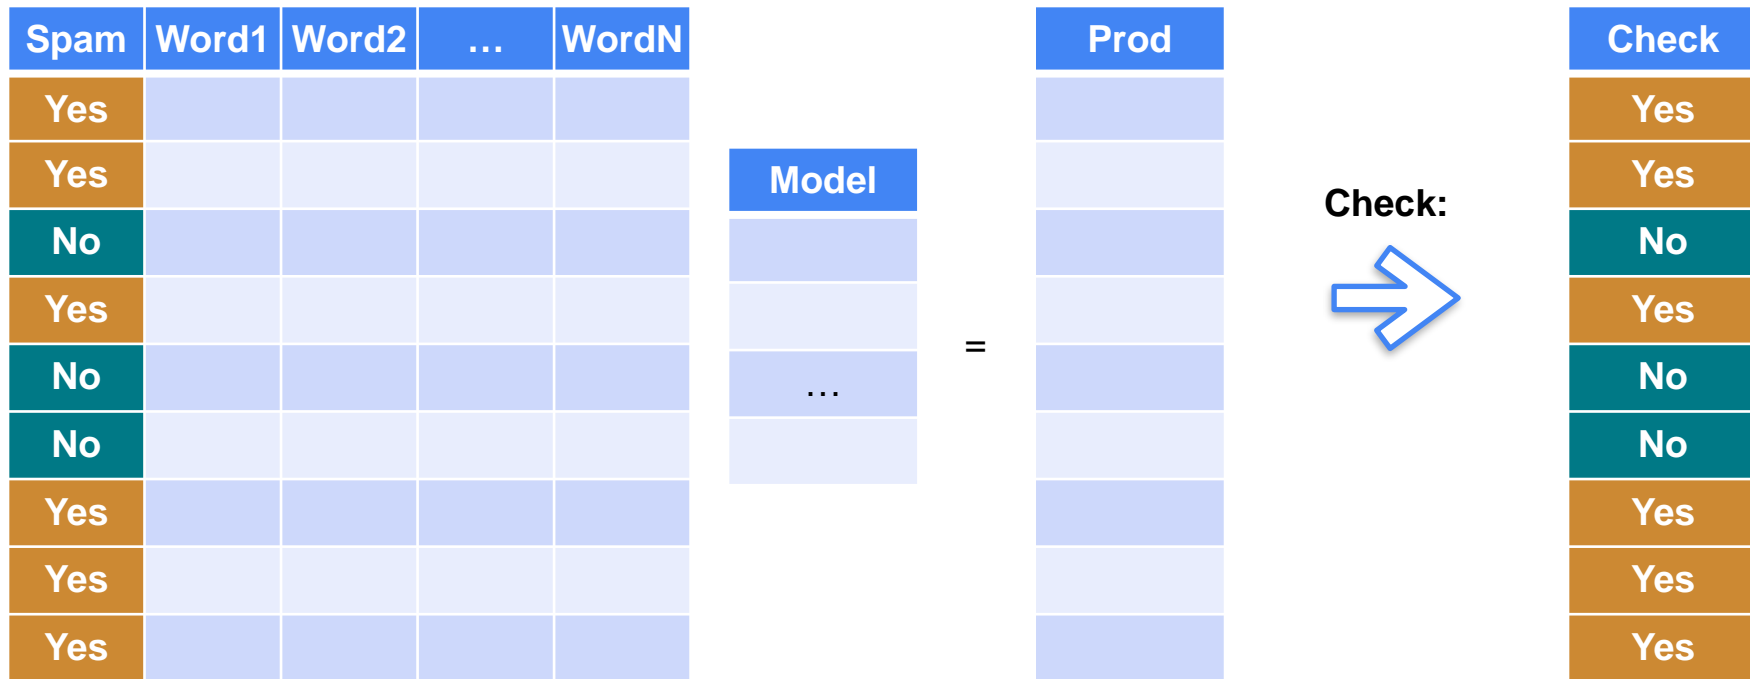 Spam Word1 Word2 … WordN
Yes
Yes
No
Yes
No
No
Yes
Yes
Yes
Model
…
=
Prod
Check:
Check
Yes
Yes
No
Yes
No
No
Yes
Yes
Yes